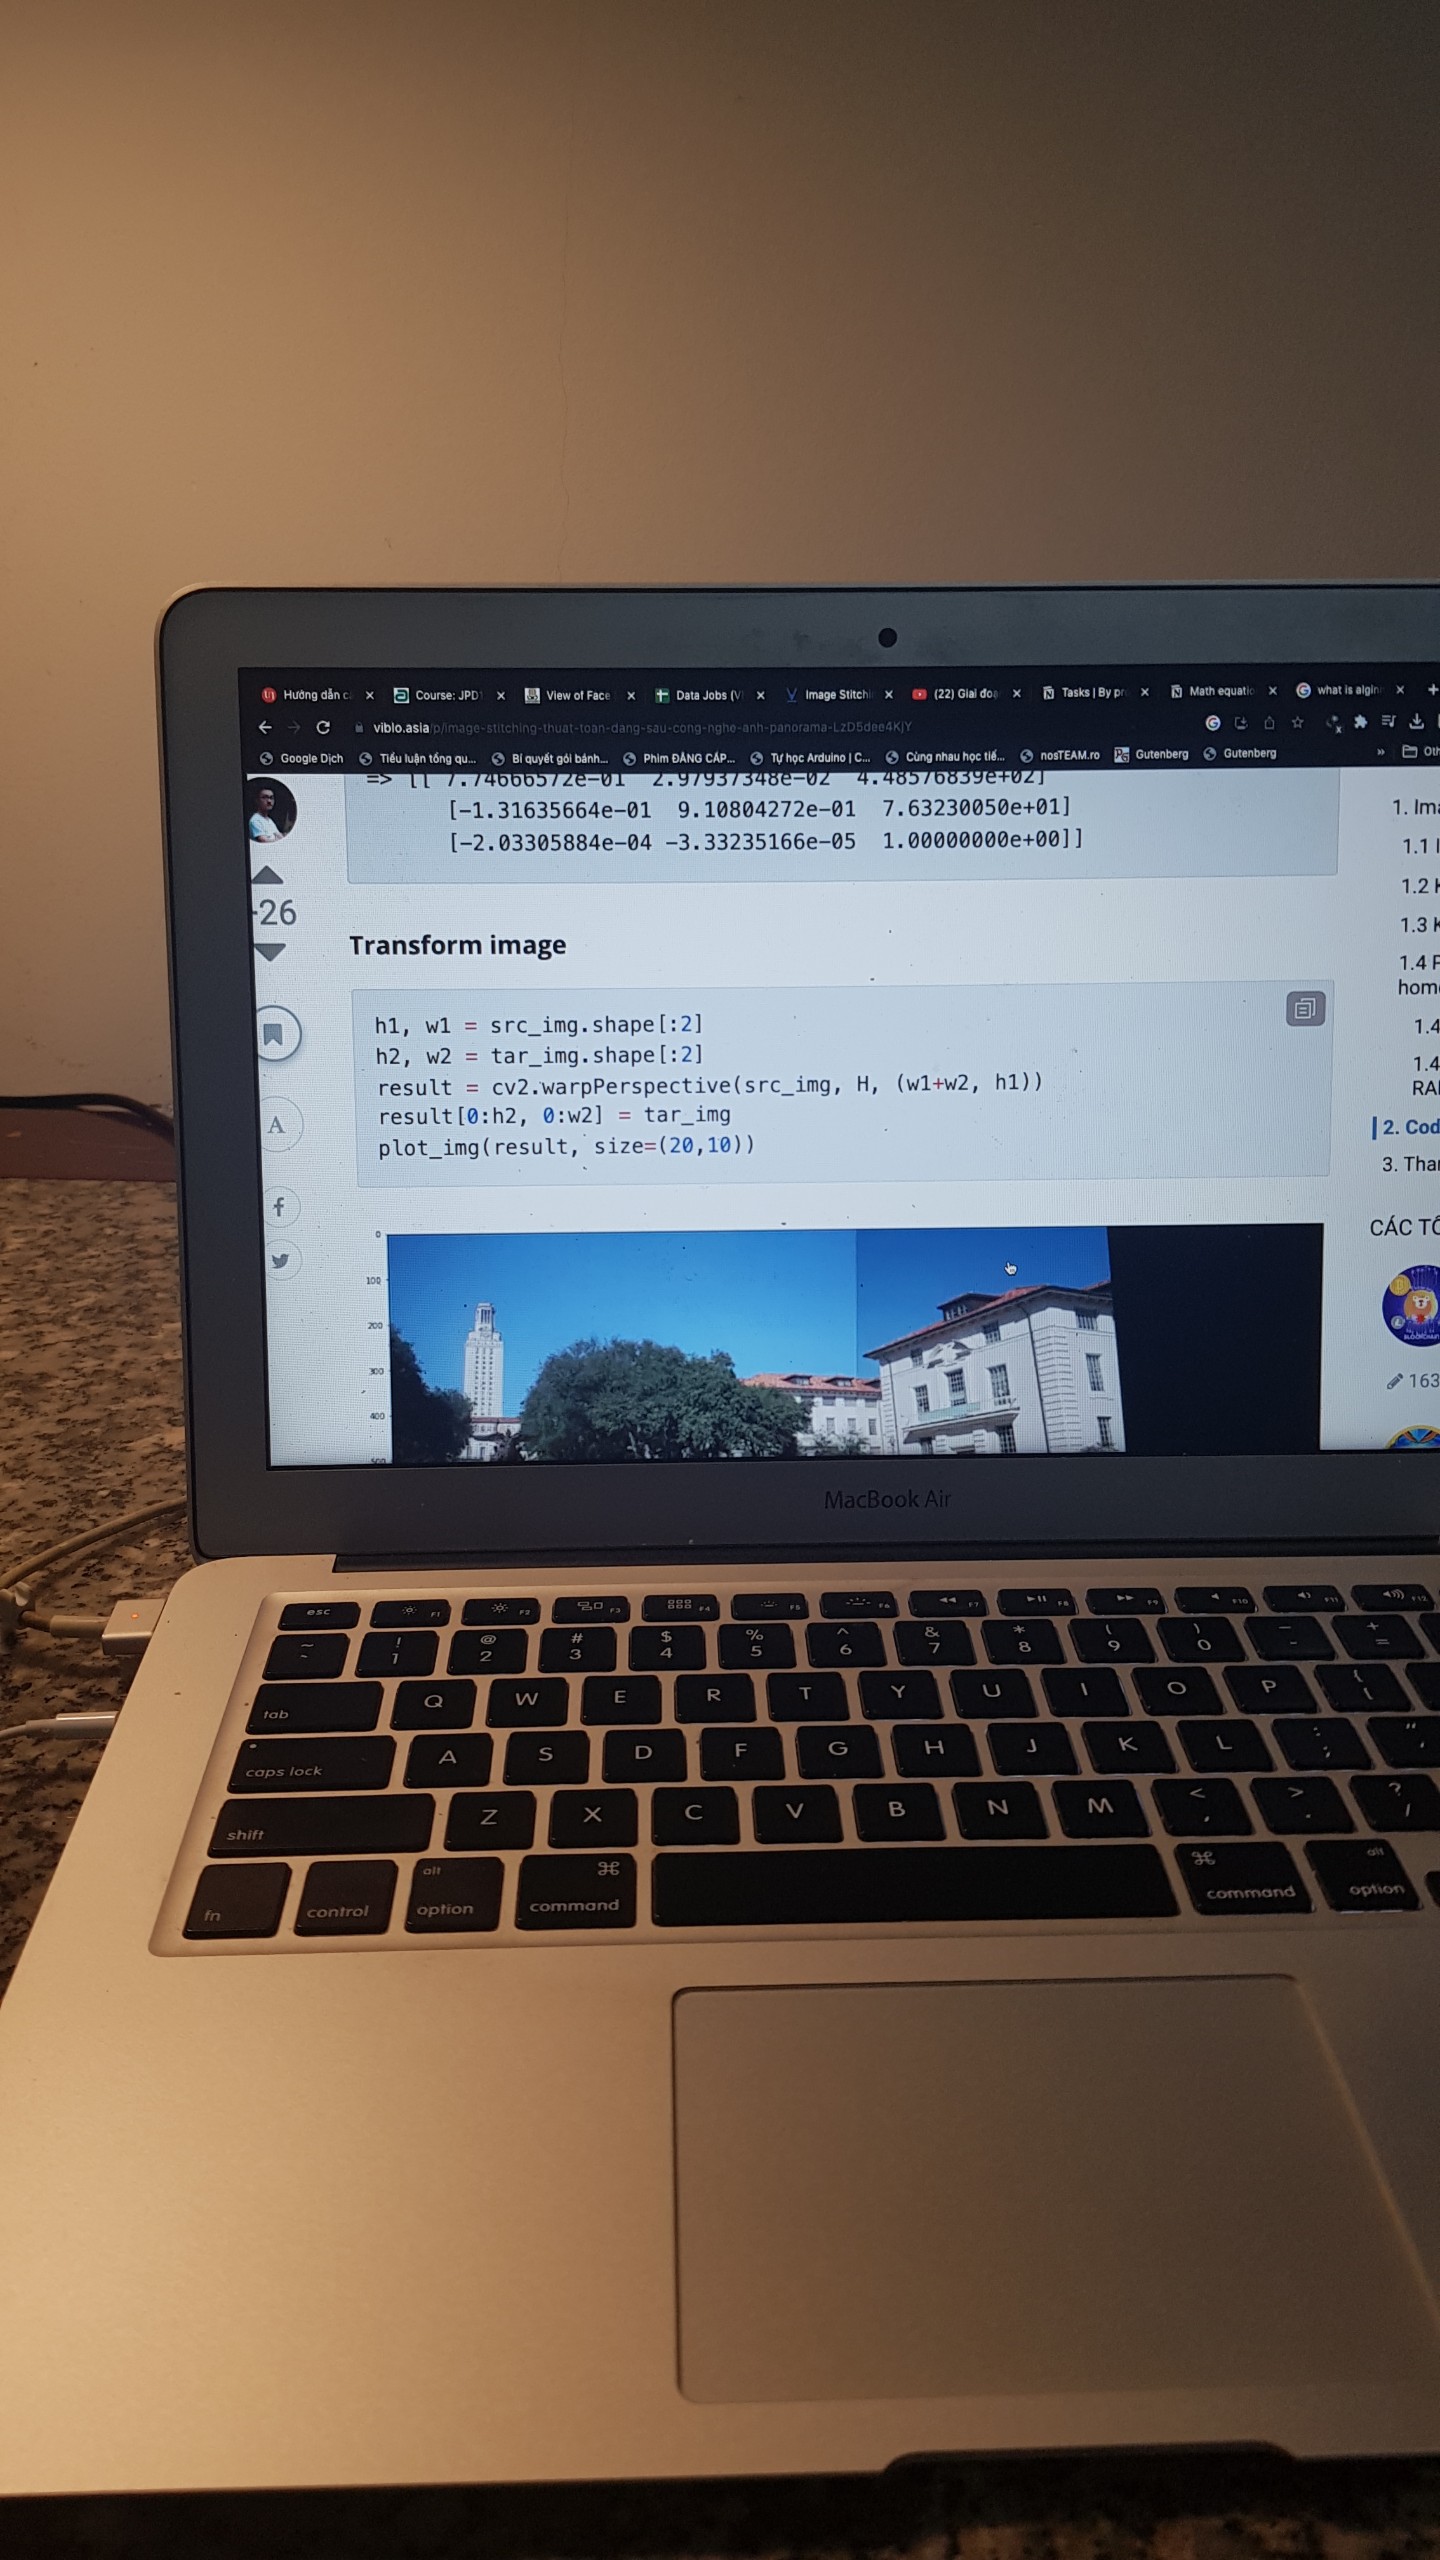 Hướng dẫn c
Course: JPD1
View of Face
Data Jobs (V
Image Stitchi
(22) Giai đoạ
Tasks | By pr
Math equatio
what is algin
viblo.asia/p/image-stitching-thuat-toan-dang-sau-cong-nghe-anh-panorama-LzD5dee4KjY
Google Dịch
Tiểu luận tổng qu...
Bí quyết gói bánh...
Phim ĐẲNG CẤP...
Tự học Arduino | C...
Cùng nhau học tiế...
nosTEAM.ro
Gutenberg
Gutenberg
Oth
=> [[ 7.74666572e-01 2.97937348e-02 4.48576839e+02]
[-1.31635664e-01 9.10804272e-01 7.63230050e+01]
[-2.03305884e-04 -3.33235166e-05 1.00000000e+00]]
+26
Transform image
h1, w1 = src_img.shape[:2]
h2, w2 = tar_img.shape[:2]
result = cv2.warpPerspective(src_img, H, (w1+w2, h1))
result[0:h2, 0:w2] = tar_img
plot_img(result, size=(20,10))
A
0
100
200
300
400
500
1. Ima
1.1 I
1.2 K
1.3 K
1.4 P
homo
1.4
1.4
RAN
2. Cod
3. Than
CÁC TỔ
163
MacBook Air
esc F1 F2 F3 F4 F5 F6 F7 F8 F9 F10 F11 F12
~ ! @ # $ % ^ & * ( ) _ +
` 1 2 3 4 5 6 7 8 9 0 - =
tab Q W E R T Y U I O P { [
caps lock A S D F G H J K L : ; " '
shift Z X C V B N M < , > . ? /
fn control alt option ⌘ command ⌘ command alt option